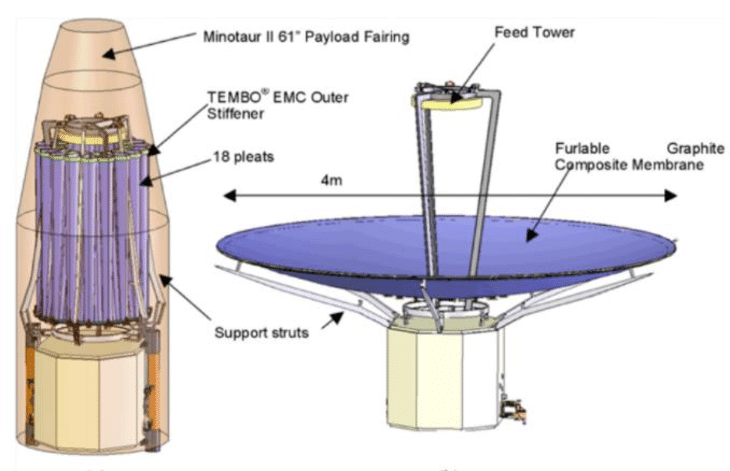 Minotaur II 61" Payload Fairing
Feed Tower
TEMBO® EMC Outer
Stiffener
18 pleats
4m
Furlable Graphite
Composite Membrane
Support struts